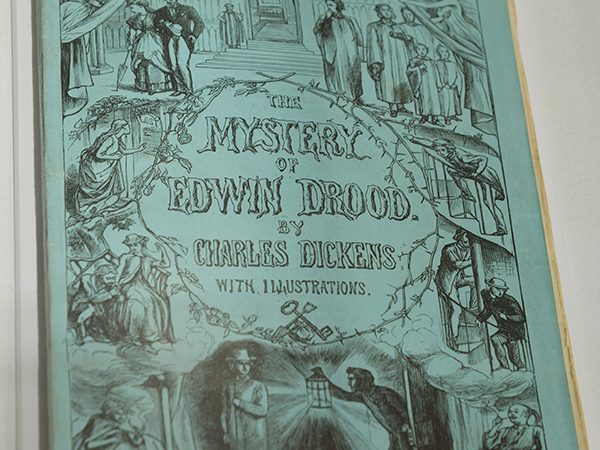 THE
MYSTERY
OF
EDWIN DROOD.
BY
CHARLES DICKENS
WITH ILLUSTRATIONS.